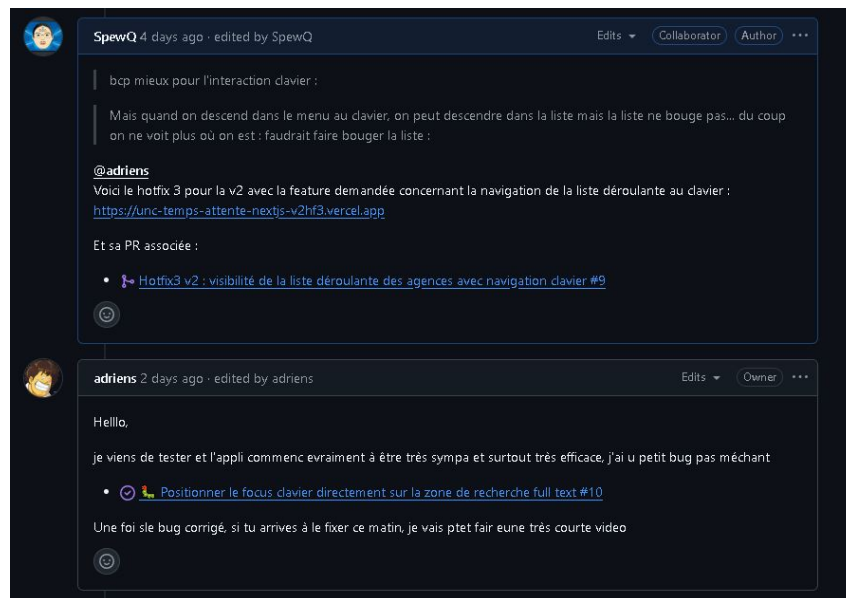 SpewQ 4 days ago · edited by SpewQ
Edits
Collaborator
Author
bcp mieux pour l'interaction clavier :
Mais quand on descend dans le menu au clavier, on peut descendre dans la liste mais la liste ne bouge pas... du coup
on ne voit plus où on est : faudrait faire bouger la liste :
@adriens
Voici le hotfix 3 pour la v2 avec la feature demandée concernant la navigation de la liste déroulante au clavier :
https://unc-temps-attente-nextjs-v2hf3.vercel.app
Et sa PR associée :
Hotfix3 v2 : visibilité de la liste déroulante des agences avec navigation clavier #9
adriens 2 days ago · edited by adriens
Edits
Owner
Helllo,
je viens de tester et l'appli commenc evraiment à être très sympa et surtout très efficace, j'ai u petit bug pas méchant
Positionner le focus clavier directement sur la zone de recherche full text #10
Une foi sle bug corrigé, si tu arrives à le fixer ce matin, je vais ptet fair eune très courte video